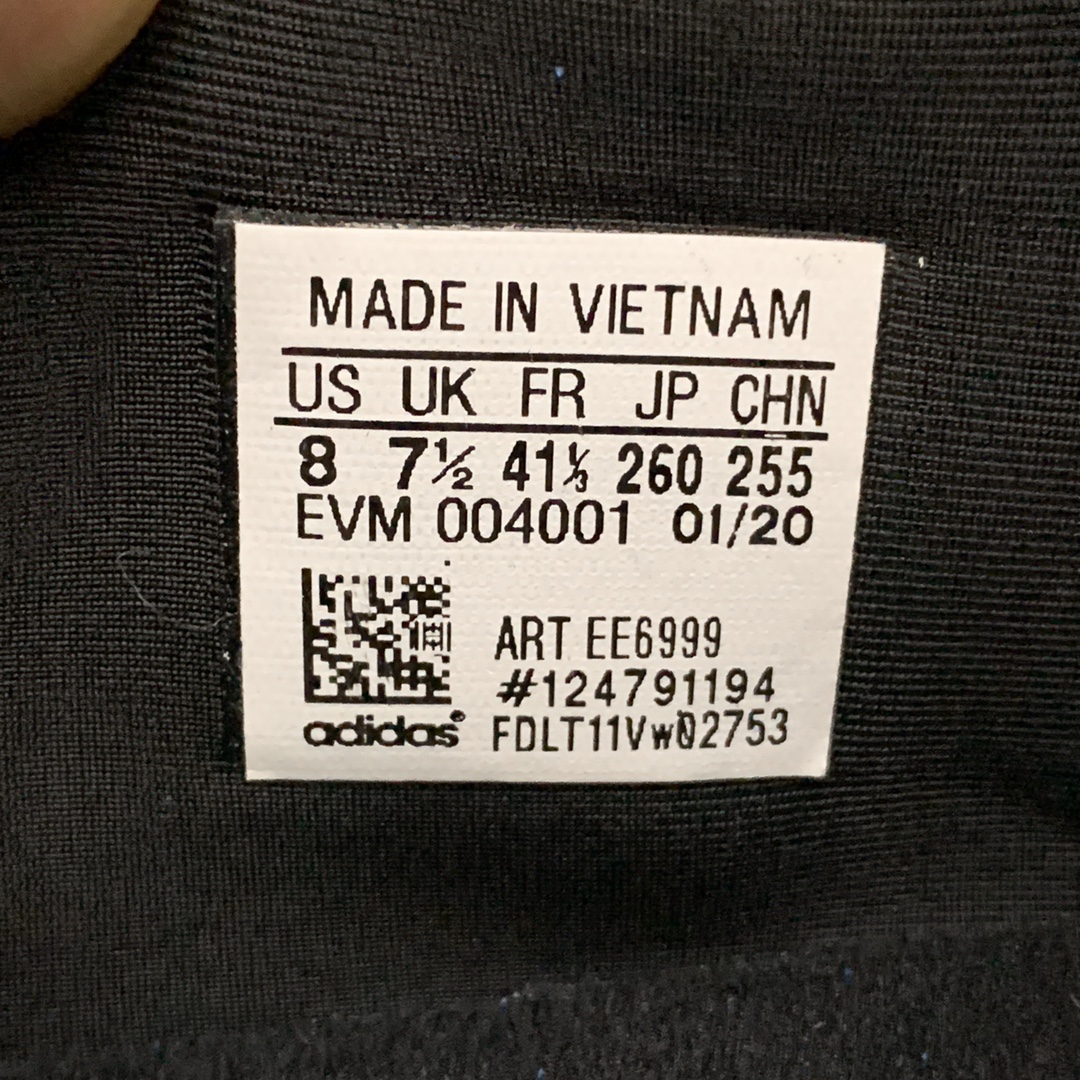 MADE IN VIETNAM
US UK FR JP CHN
8 7½ 41⅓ 260 255
EVM 004001 01/20
ART EE6999
#124791194
adidas® FDLT11Vw02753